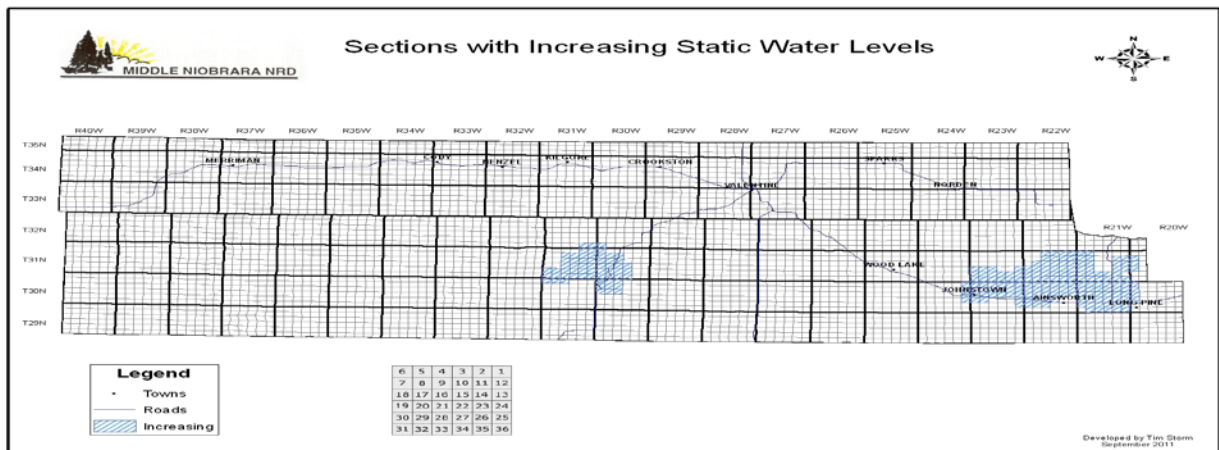 Sections with Increasing Static Water Levels
MIDDLE NIOBRARA NRD
N
W E
S
R40W R39W R38W R37W R36W R35W R34W R33W R32W R31W R30W R29W R28W R27W R26W R25W R24W R23W R22W
T35N
T34N
T33N
T32N
T31N
T30N
T29N
MERRIMAN
CODY
NENZEL
KILGORE
CROOKSTON
VALENTINE
SPARKS
NORDEN
R21W R20W
WOOD LAKE
JOHNSTOWN
AINSWORTH
LONG PINE
Legend
Towns
Roads
Increasing
6 5 4 3 2 1
7 8 9 10 11 12
18 17 16 15 14 13
19 20 21 22 23 24
30 29 28 27 26 25
31 32 33 34 35 36
Developed by Tim Storm
September 2011